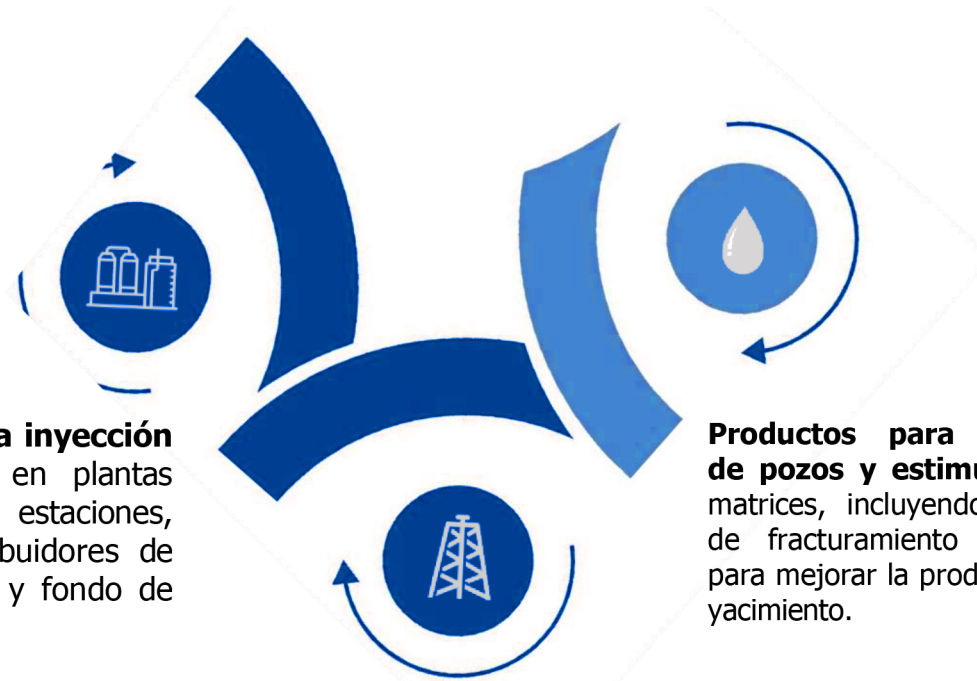 a inyección
en plantas
estaciones,
buidores de
y fondo de
Productos para
de pozos y estimu
matrices, incluyendo
de fracturamiento
para mejorar la prod
yacimiento.